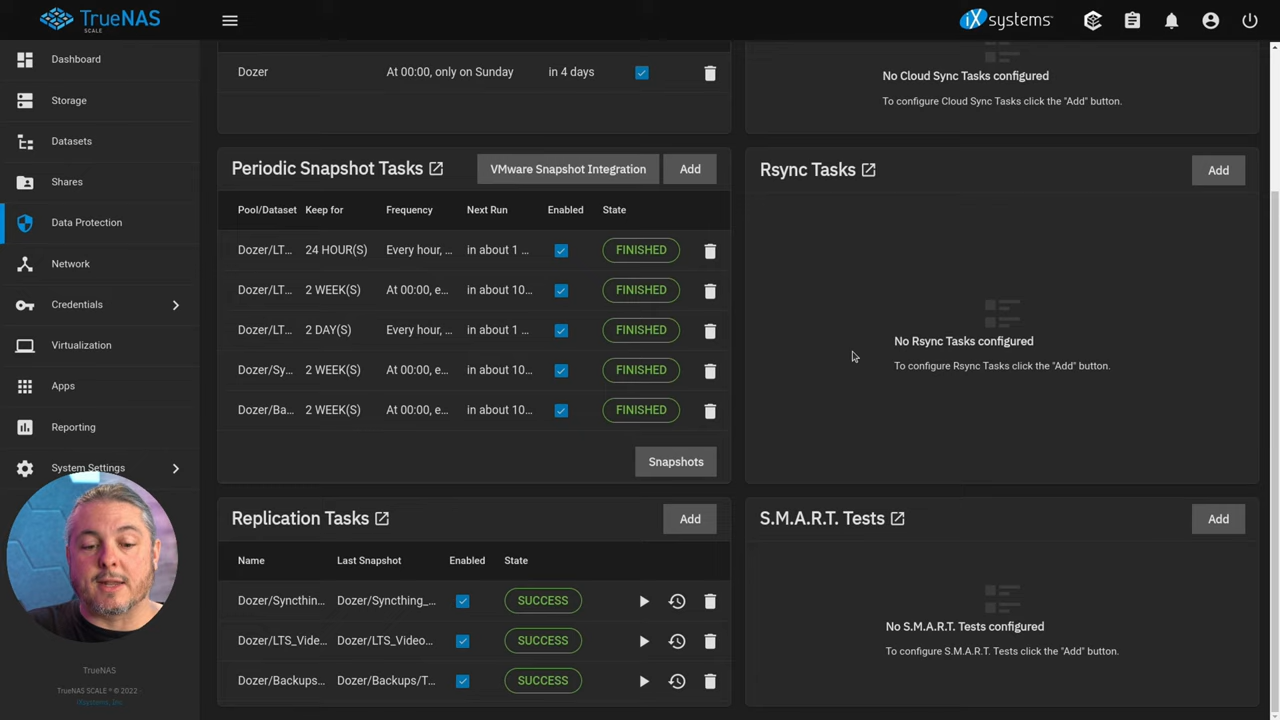 TrueNAS
SCALE
iXsystems
Dashboard
Storage
Datasets
Shares
Data Protection
Network
Credentials
Virtualization
Apps
Reporting
System Settings
TrueNAS
TrueNAS SCALE ® © 2022 -
iXsystems, Inc
Dozer At 00:00, only on Sunday in 4 days
No Cloud Sync Tasks configured
To configure Cloud Sync Tasks click the "Add" button.
Periodic Snapshot Tasks VMware Snapshot Integration Add
Pool/Dataset Keep for Frequency Next Run Enabled State
Dozer/LT... 24 HOUR(S) Every hour, ... in about 1 ... FINISHED
Dozer/LT... 2 WEEK(S) At 00:00, e... in about 10... FINISHED
Dozer/LT... 2 DAY(S) Every hour, ... in about 1 ... FINISHED
Dozer/Sy... 2 WEEK(S) At 00:00, e... in about 10... FINISHED
Dozer/Ba... 2 WEEK(S) At 00:00, e... in about 10... FINISHED
Snapshots
Rsync Tasks Add
No Rsync Tasks configured
To configure Rsync Tasks click the "Add" button.
Replication Tasks Add
Name Last Snapshot Enabled State
Dozer/Syncthin... Dozer/Syncthing_... SUCCESS
Dozer/LTS_Vide... Dozer/LTS_Video... SUCCESS
Dozer/Backups... Dozer/Backups/T... SUCCESS
S.M.A.R.T. Tests Add
No S.M.A.R.T. Tests configured
To configure S.M.A.R.T. Tests click the "Add" button.